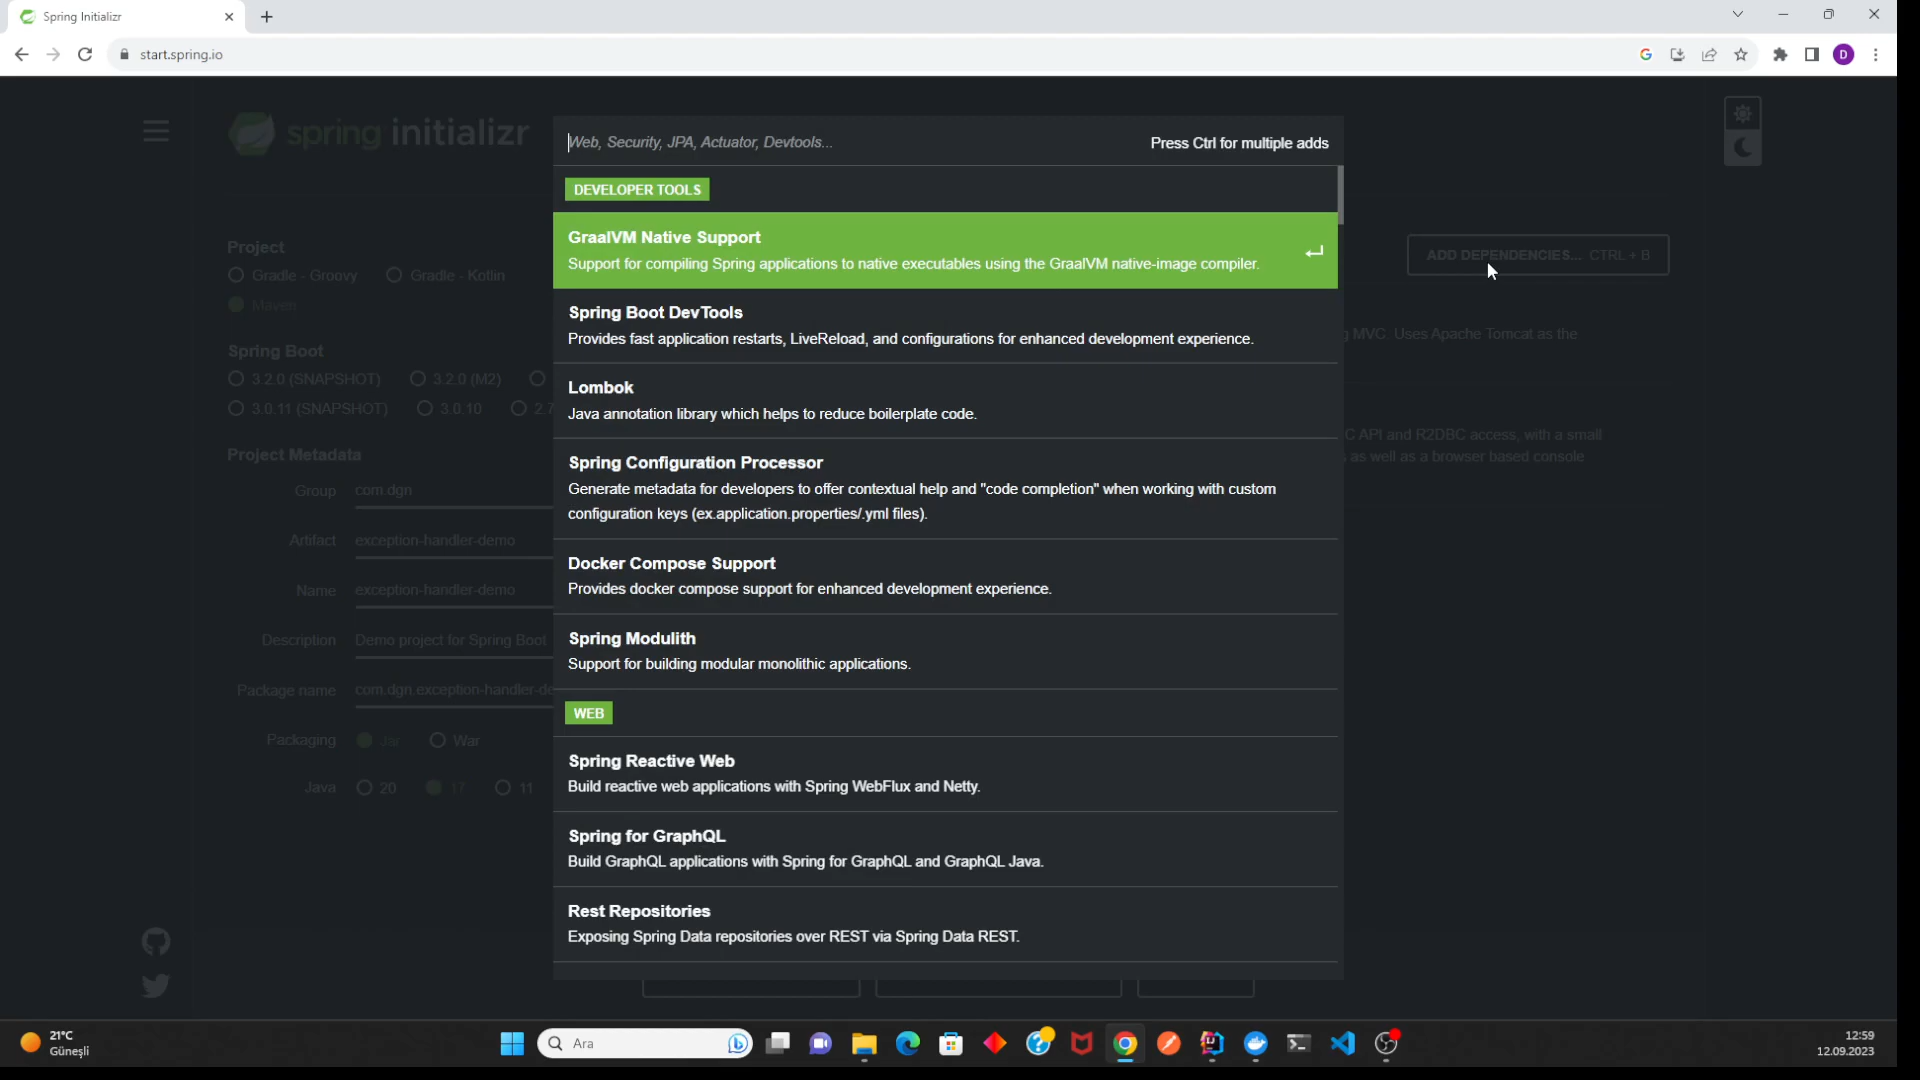 Spring Initializr
start.spring.io
D
spring initializr
Web, Security, JPA, Actuator, Devtools...
Press Ctrl for multiple adds
DEVELOPER TOOLS
GraalVM Native Support
Support for compiling Spring applications to native executables using the GraalVM native-image compiler.
Spring Boot DevTools
Provides fast application restarts, LiveReload, and configurations for enhanced development experience.
Lombok
Java annotation library which helps to reduce boilerplate code.
Spring Configuration Processor
Generate metadata for developers to offer contextual help and "code completion" when working with custom
configuration keys (ex.application.properties/.yml files).
Docker Compose Support
Provides docker compose support for enhanced development experience.
Spring Modulith
Support for building modular monolithic applications.
WEB
Spring Reactive Web
Build reactive web applications with Spring WebFlux and Netty.
Spring for GraphQL
Build GraphQL applications with Spring for GraphQL and GraphQL Java.
Rest Repositories
Exposing Spring Data repositories over REST via Spring Data REST.
Project
Gradle - Groovy Gradle - Kotlin
Maven
Spring Boot
3.2.0 (SNAPSHOT) 3.2.0 (M2)
3.0.11 (SNAPSHOT) 3.0.10 2.7
Project Metadata
Group com.dgn
Artifact exception-handler-demo
Name exception-handler-demo
Description Demo project for Spring Boot
Package name com.dgn.exception-handler-de
Packaging Jar War
Java 20 17 11
ADD DEPENDENCIES... CTRL + B
MVC. Uses Apache Tomcat as the
C API and R2DBC access, with a small
as well as a browser based console
21°C
Güneşli
Ara
12:59
12.09.2023